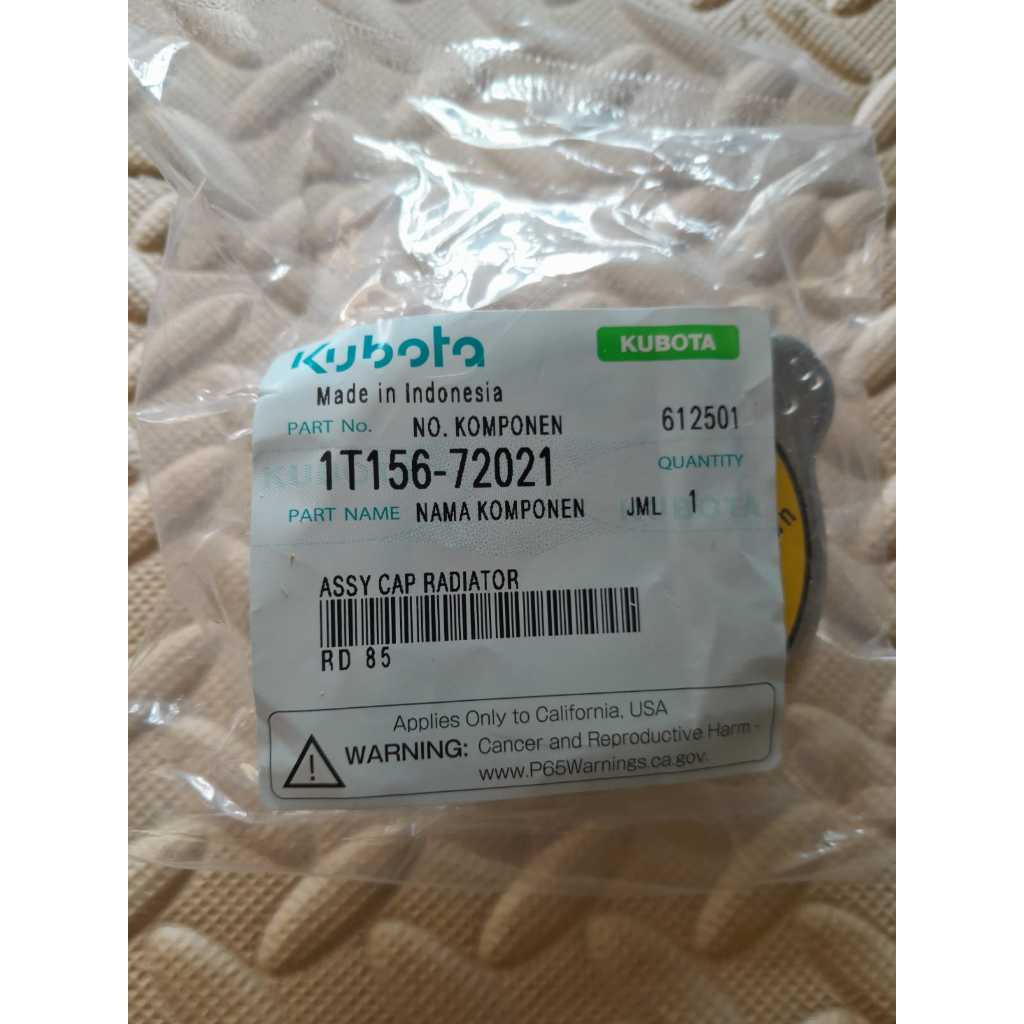 Kubota
KUBOTA
Made in Indonesia
PART No. NO. KOMPONEN 612501
1T156-72021 QUANTITY
PART NAME NAMA KOMPONEN JML 1
ASSY CAP RADIATOR
RD 85
Applies Only to California, USA
WARNING: Cancer and Reproductive Harm -
www.P65Warnings.ca.gov.